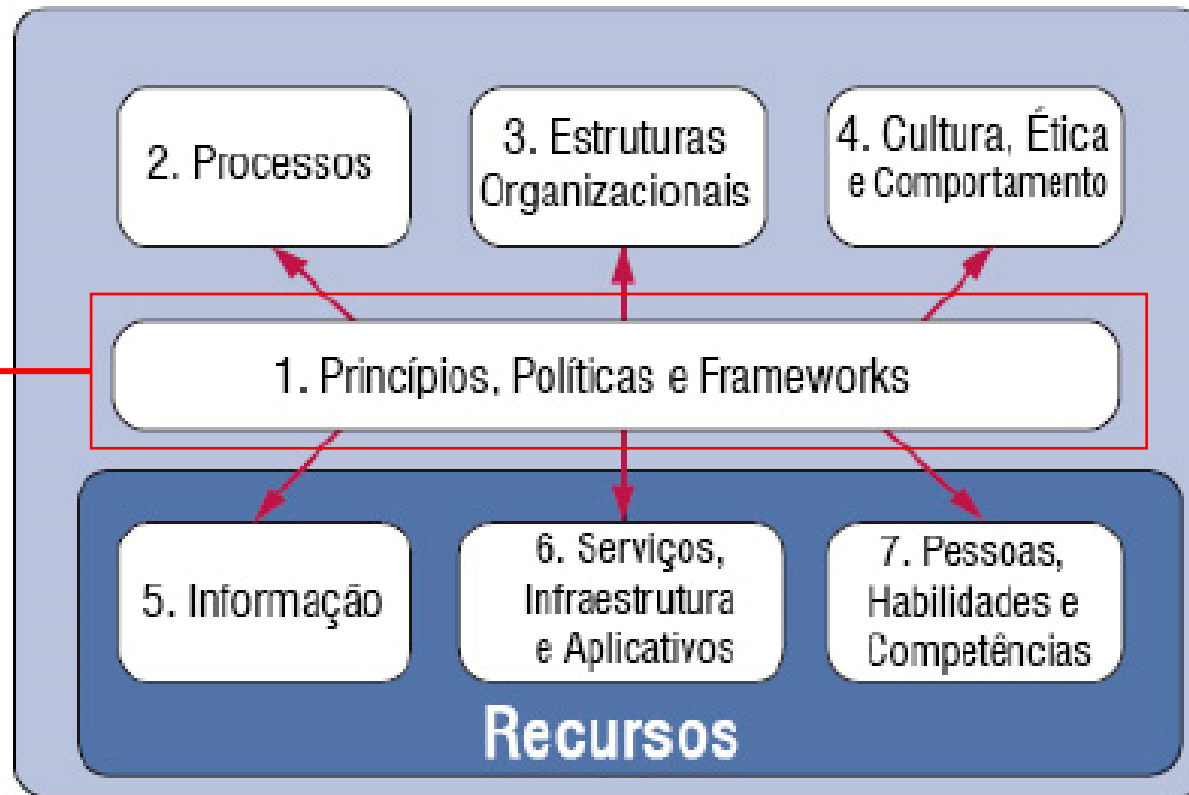 2. Processos
3. Estruturas
Organizacionais
4. Cultura, Ética
e Comportamento
1. Princípios, Políticas e Frameworks
5. Informação
6. Serviços,
Infraestrutura
e Aplicativos
7. Pessoas,
Habilidades e
Competências
Recursos